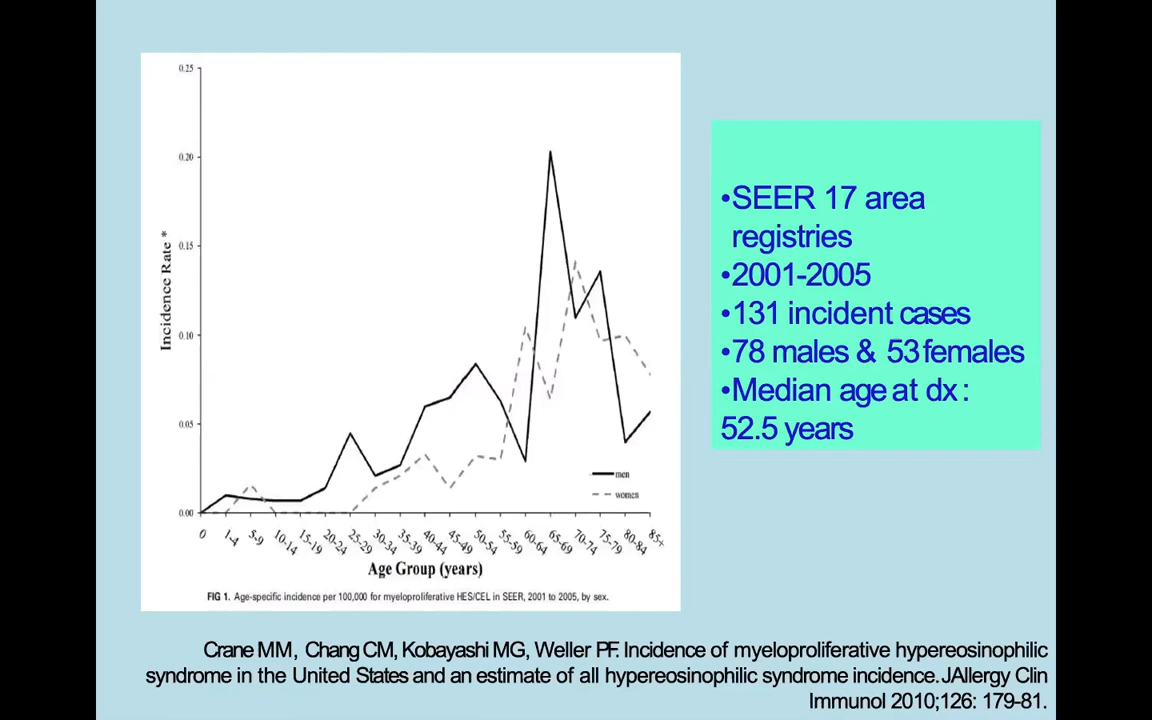 0.25
0.20
0.15
0.10
0.05
0.00
Incidence Rate *
men
women
0
1-4
5-9
10-14
15-19
20-24
25-29
30-34
35-39
40-44
45-49
50-54
55-59
60-64
65-69
70-74
75-79
80-84
85+
Age Group (years)
FIG 1. Age-specific incidence per 100,000 for myeloproliferative HES/CEL in SEER, 2001 to 2005, by sex.
•SEER 17 area
registries
•2001-2005
•131 incident cases
•78 males & 53 females
•Median age at dx :
52.5 years
Crane MM, Chang CM, Kobayashi MG, Weller PF. Incidence of myeloproliferative hypereosinophilic
syndrome in the United States and an estimate of all hypereosinophilic syndrome incidence. J Allergy Clin
Immunol 2010;126: 179-81.